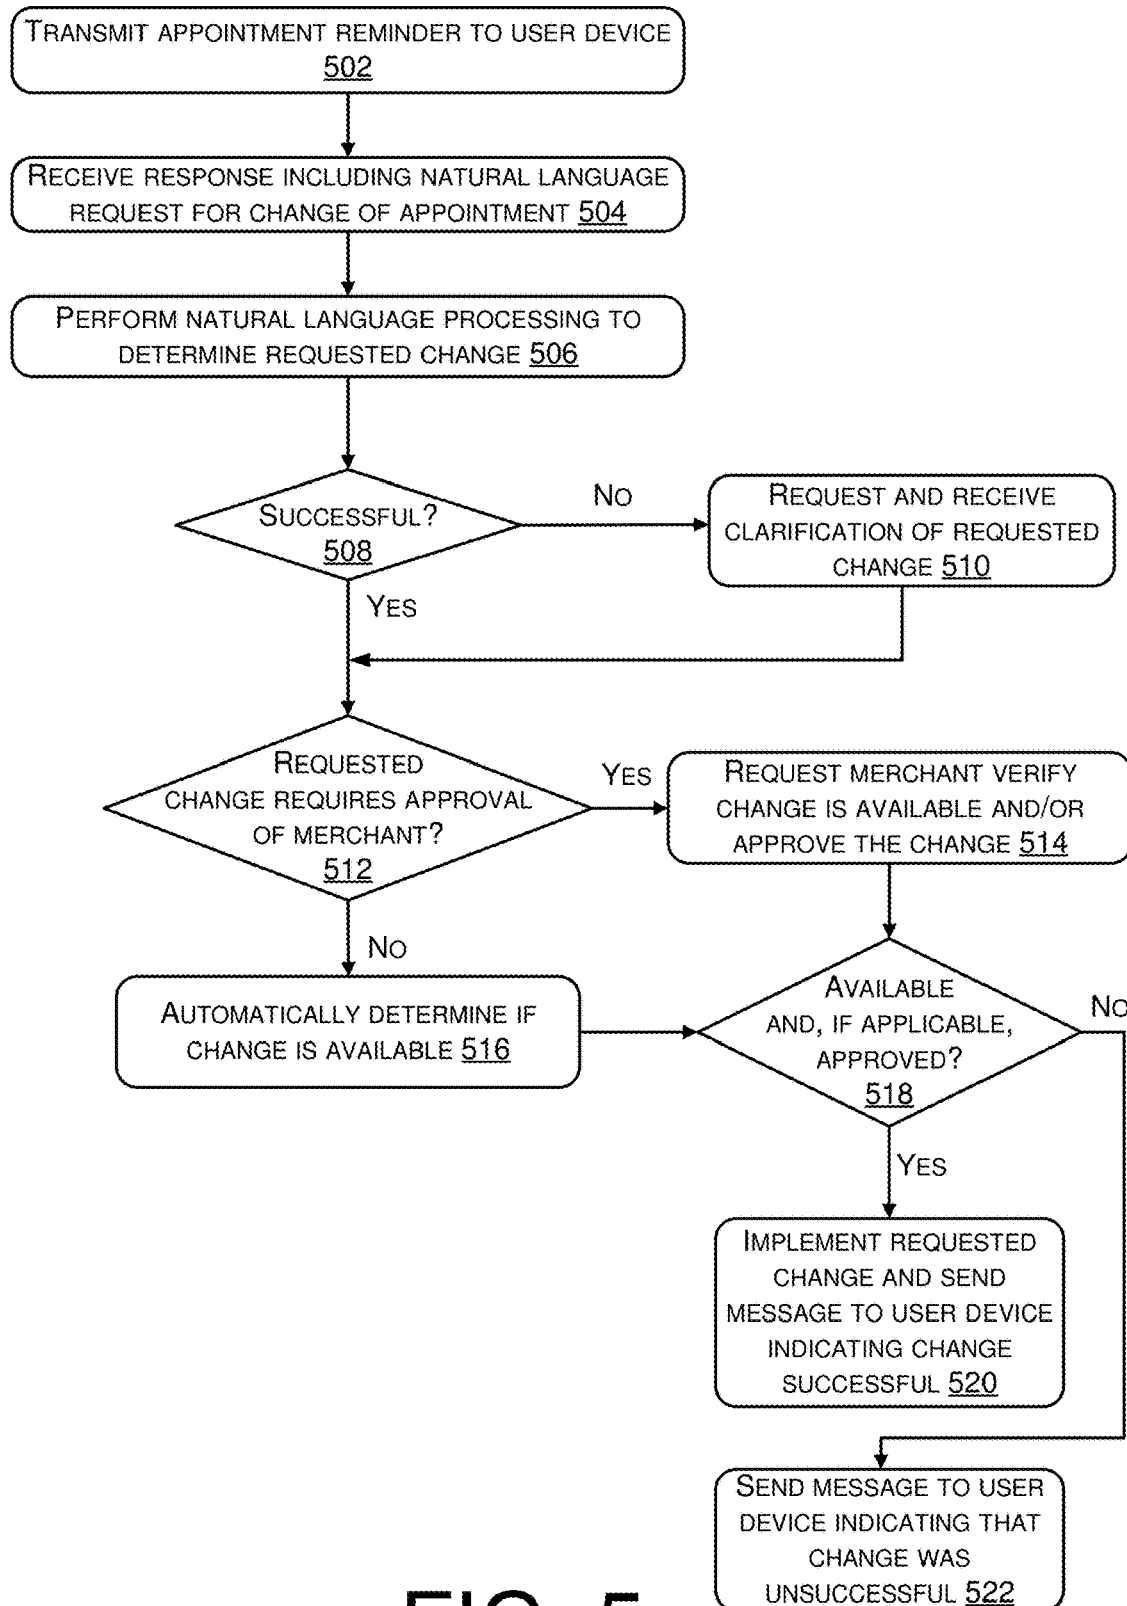 TRANSMIT APPOINTMENT REMINDER TO USER DEVICE
502
RECEIVE RESPONSE INCLUDING NATURAL LANGUAGE
REQUEST FOR CHANGE OF APPOINTMENT 504
PERFORM NATURAL LANGUAGE PROCESSING TO
DETERMINE REQUESTED CHANGE 506
SUCCESSFUL?
508
NO
REQUEST AND RECEIVE
CLARIFICATION OF REQUESTED
CHANGE 510
YES
REQUESTED
CHANGE REQUIRES APPROVAL
OF MERCHANT?
512
YES
REQUEST MERCHANT VERIFY
CHANGE IS AVAILABLE AND/OR
APPROVE THE CHANGE 514
NO
AUTOMATICALLY DETERMINE IF
CHANGE IS AVAILABLE 516
AVAILABLE
AND, IF APPLICABLE,
APPROVED?
518
NO
YES
IMPLEMENT REQUESTED
CHANGE AND SEND
MESSAGE TO USER DEVICE
INDICATING CHANGE
SUCCESSFUL 520
SEND MESSAGE TO USER
DEVICE INDICATING THAT
CHANGE WAS
UNSUCCESSFUL 522
FIG. 5